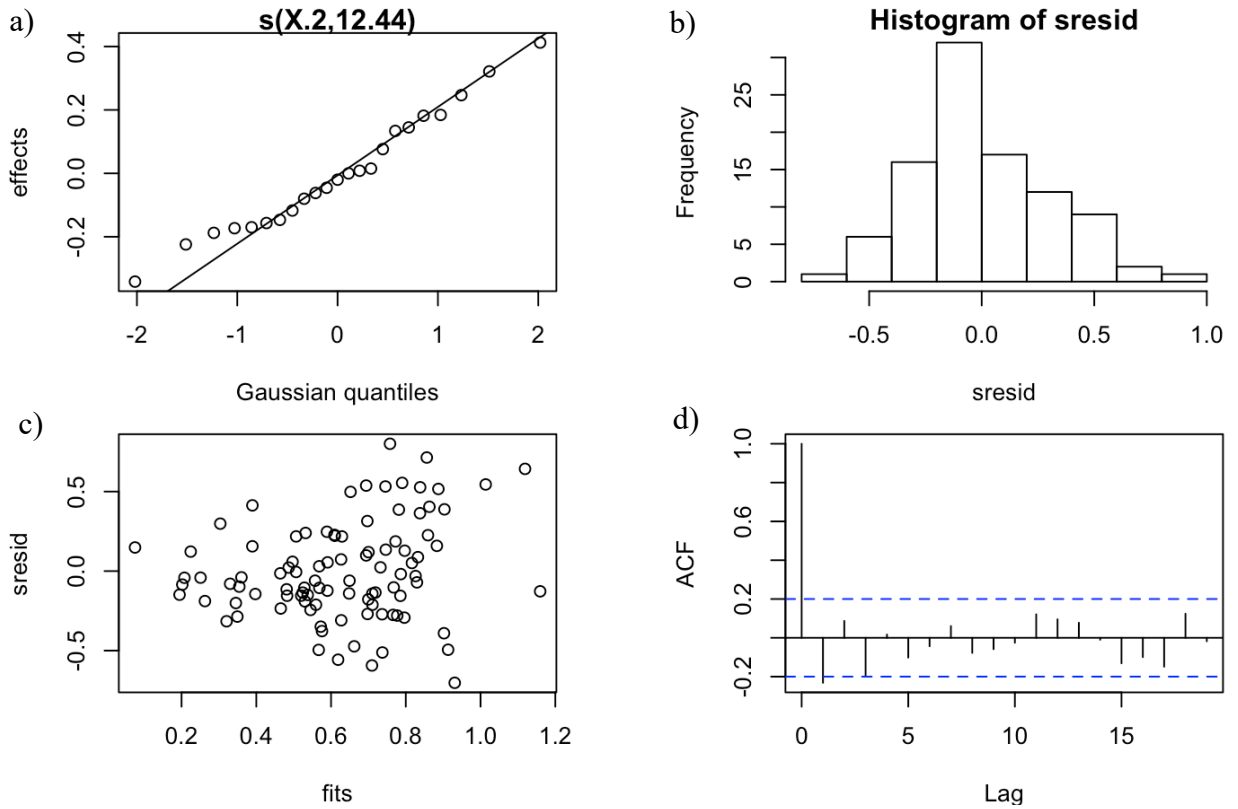 a)
s(X.2,12.44)
effects
0.4
0.2
0.0
-0.2
-2
-1
0
1
2
Gaussian quantiles
b)
Histogram of sresid
Frequency
25
15
5
0
-0.5
0.0
0.5
1.0
sresid
c)
sresid
0.5
0.0
-0.5
0.2
0.4
0.6
0.8
1.0
1.2
fits
d)
ACF
1.0
0.6
0.2
-0.2
0
5
10
15
Lag